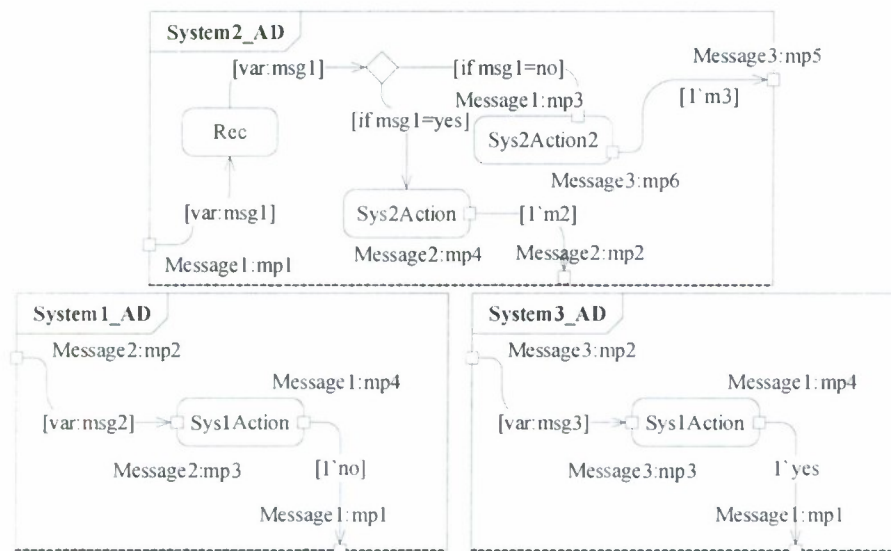 System2_AD
[var:msg1]
[if msg1=no]
Message3:mp5
[1`m3]
Message1:mp3
[if msg1=yes]
Rec
Sys2Action2
Message3:mp6
[var:msg1]
Sys2Action
[1`m2]
Message1:mp1
Message2:mp4
Message2:mp2
System1_AD
Message2:mp2
Message1:mp4
[var:msg2]
Sys1Action
Message2:mp3
[1`no]
Message1:mp1
System3_AD
Message3:mp2
Message1:mp4
[var:msg3]
Sys1Action
Message3:mp3
1`yes
Message1:mp1